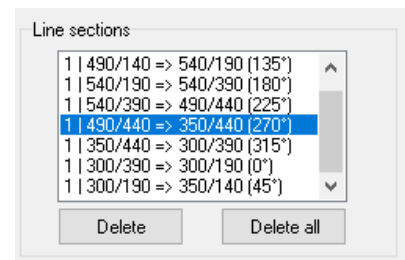 Line sections
1 | 490/140 => 540/190 (135°)
1 | 540/190 => 540/390 (180°)
1 | 540/390 => 490/440 (225°)
1 | 490/440 => 350/440 (270°)
1 | 350/440 => 300/390 (315°)
1 | 300/390 => 300/190 (0°)
1 | 300/190 => 350/140 (45°)
Delete
Delete all